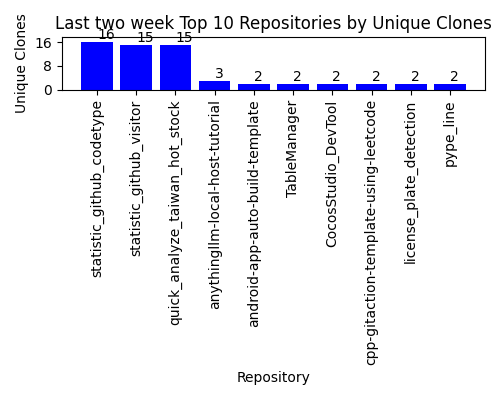 Last two week Top 10 Repositories by Unique Clones
Unique Clones
16
8
0
16
15
15
3
2
2
2
2
2
2
statistic_github_codetype
statistic_github_visitor
quick_analyze_taiwan_hot_stock
anythingllm-local-host-tutorial
android-app-auto-build-template
TableManager
CocosStudio_DevTool
cpp-gitaction-template-using-leetcode
license_plate_detection
pype_line
Repository